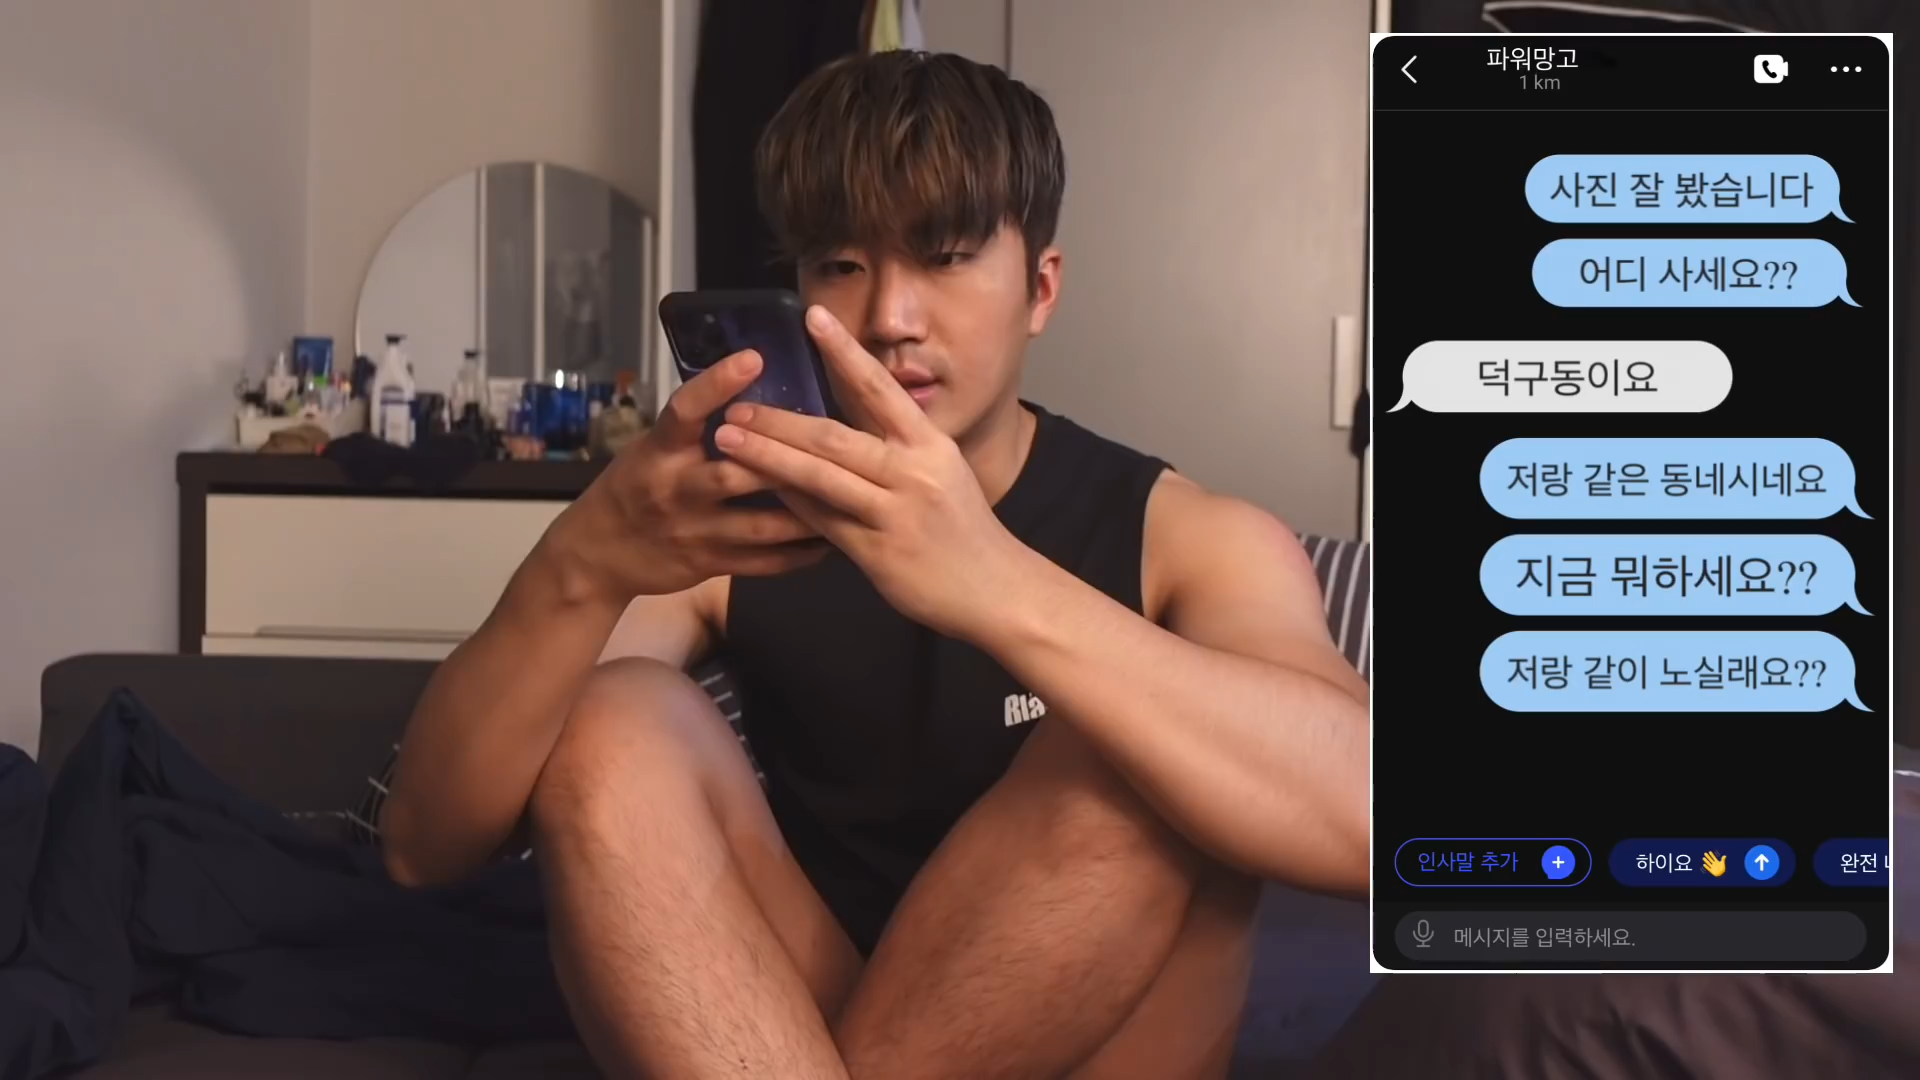 파워망고
1 km
사진 잘 봤습니다
어디 사세요??
덕구동이요
저랑 같은 동네시네요
지금 뭐하세요??
저랑 같이 노실래요??
인사말 추가
하이요 👋
완전
메시지를 입력하세요.